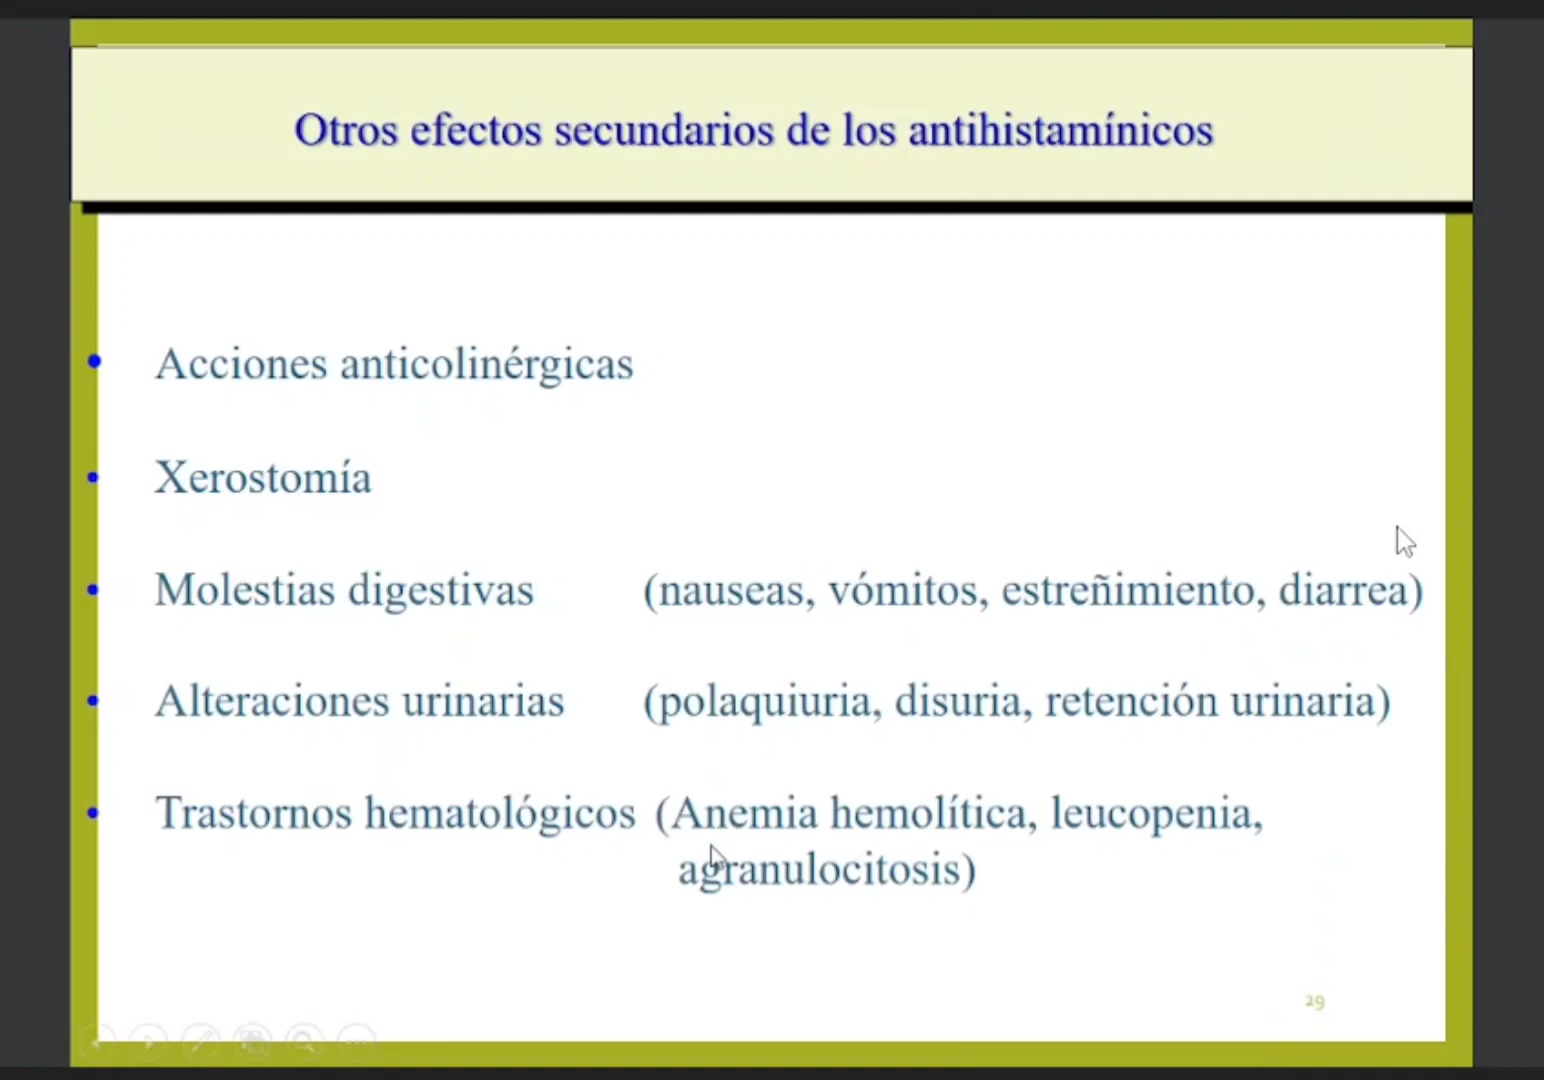 Otros efectos secundarios de los antihistamínicos
• Acciones anticolinérgicas
• Xerostomía
• Molestias digestivas (nauseas, vómitos, estreñimiento, diarrea)
• Alteraciones urinarias (polaquiuria, disuria, retención urinaria)
• Trastornos hematológicos (Anemia hemolítica, leucopenia,
agranulocitosis)
29